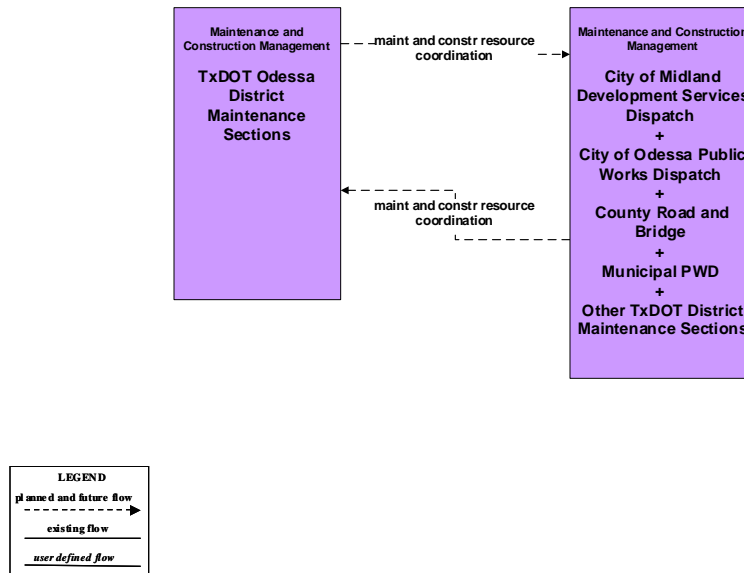 Maintenance and
Construction Management
TxDOT Odessa
District
Maintenance
Sections
maint and constr resource
coordination
maint and constr resource
coordination
Maintenance and Construction
Management
City of Midland
Development Services
Dispatch
+
City of Odessa Public
Works Dispatch
+
County Road and
Bridge
+
Municipal PWD
+
Other TxDOT District
Maintenance Sections
LEGEND
planned and future flow
existing flow
user defined flow